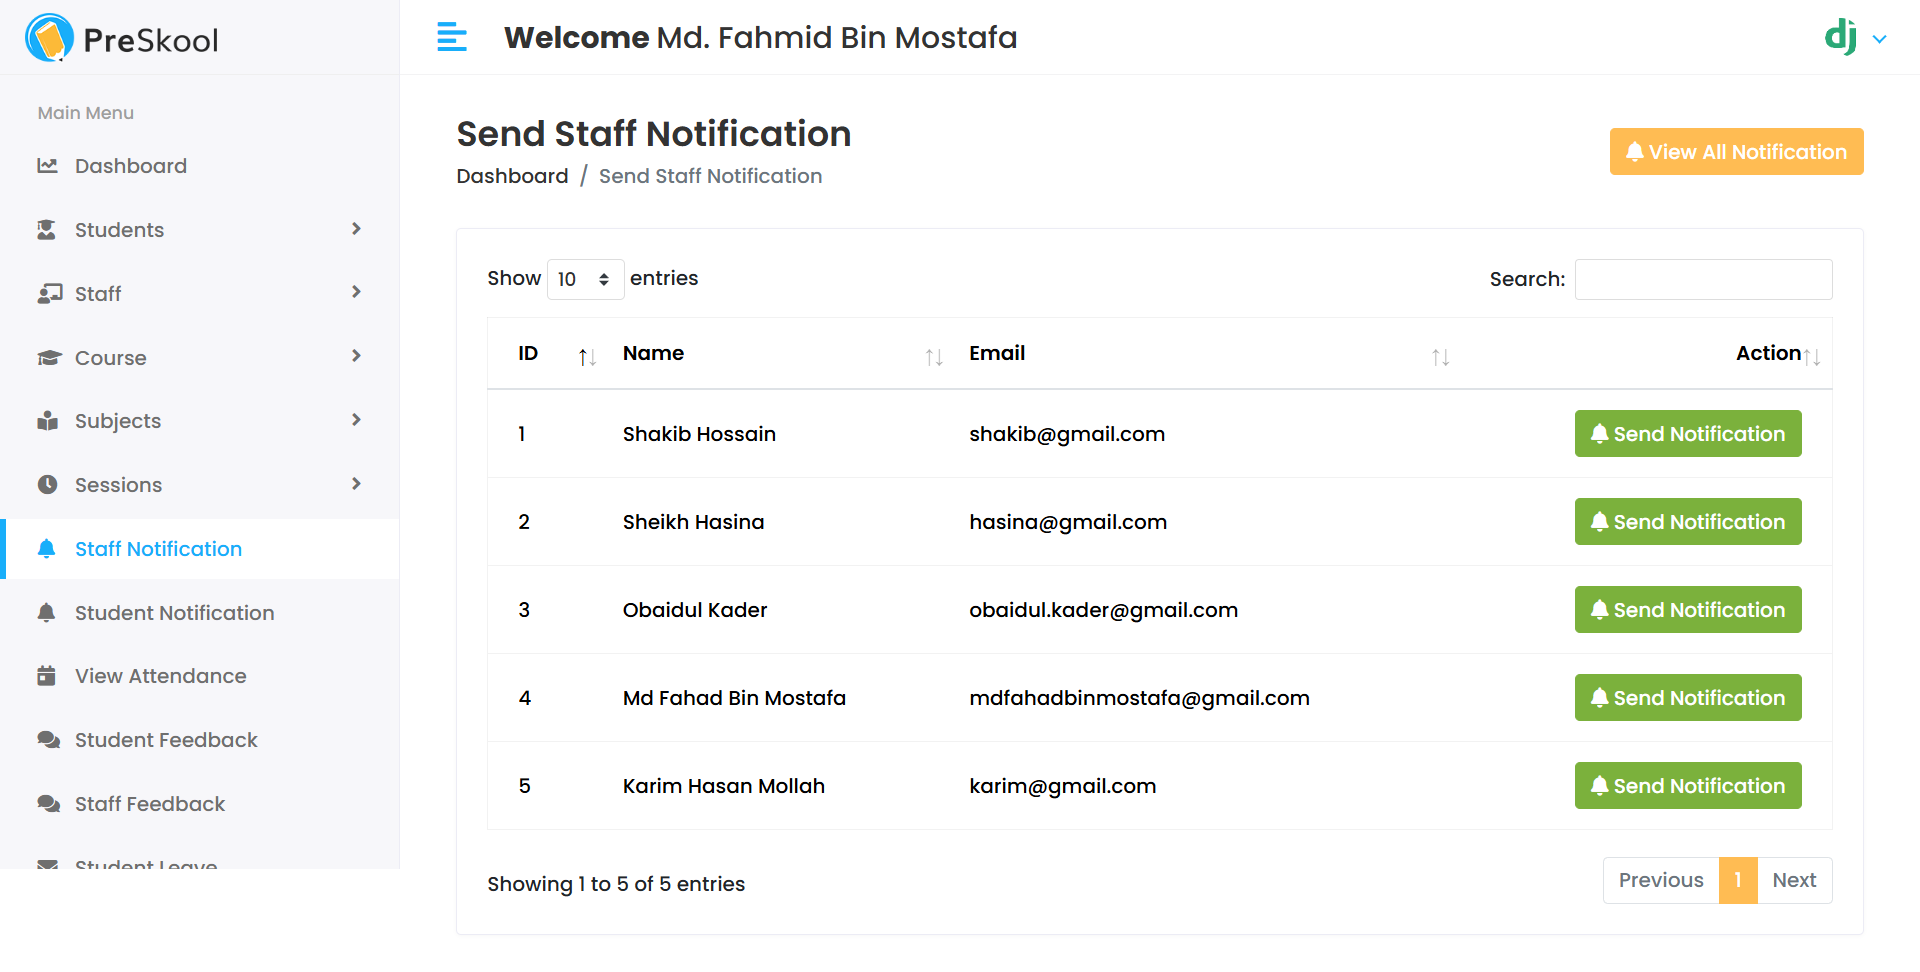 PreSkool
Welcome Md. Fahmid Bin Mostafa
dj
Main Menu
Dashboard
Students
Staff
Course
Subjects
Sessions
Staff Notification
Student Notification
View Attendance
Student Feedback
Staff Feedback
Student Leave
Send Staff Notification
Dashboard / Send Staff Notification
View All Notification
Show 10 entries
Search:
ID Name Email Action
1 Shakib Hossain shakib@gmail.com Send Notification
2 Sheikh Hasina hasina@gmail.com Send Notification
3 Obaidul Kader obaidul.kader@gmail.com Send Notification
4 Md Fahad Bin Mostafa mdfahadbinmostafa@gmail.com Send Notification
5 Karim Hasan Mollah karim@gmail.com Send Notification
Showing 1 to 5 of 5 entries
Previous 1 Next